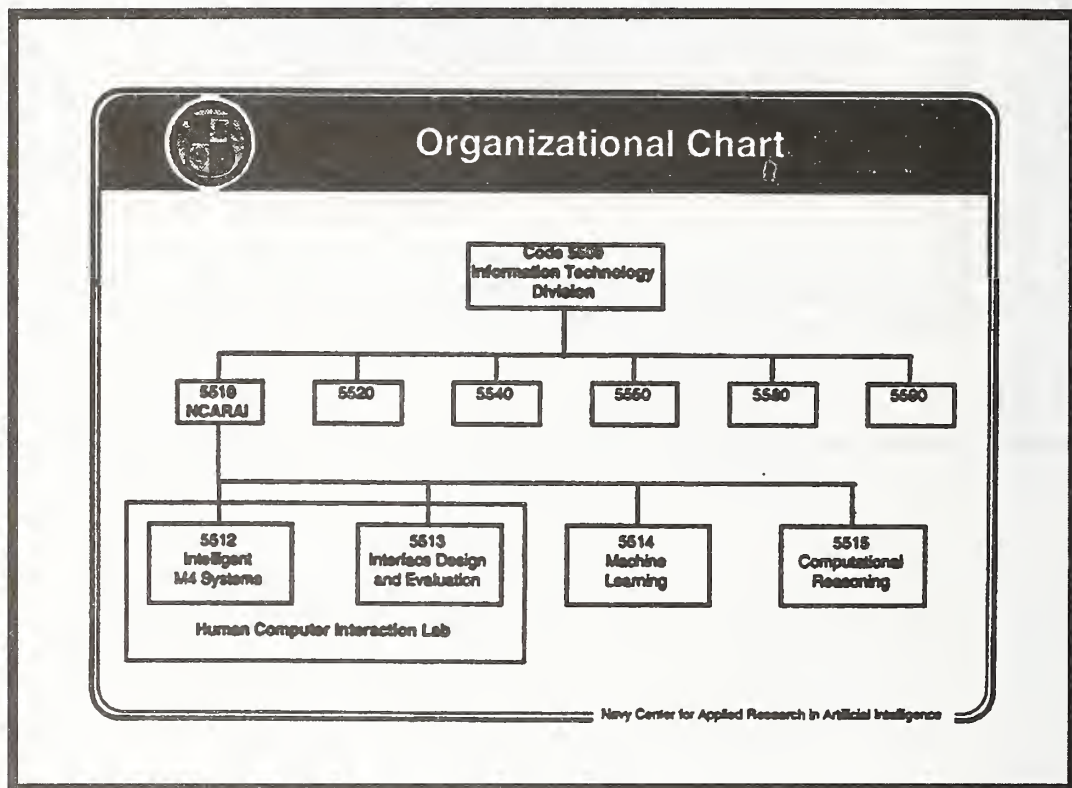 Organizational Chart
Code 5500
Information Technology
Division
5510
NCARAI
5520
5540
5560
5580
5590
5512
Intelligent
M4 Systems
5513
Interface Design
and Evaluation
5514
Machine
Learning
5515
Computational
Reasoning
Human Computer Interaction Lab
Navy Center for Applied Research in Artificial Intelligence